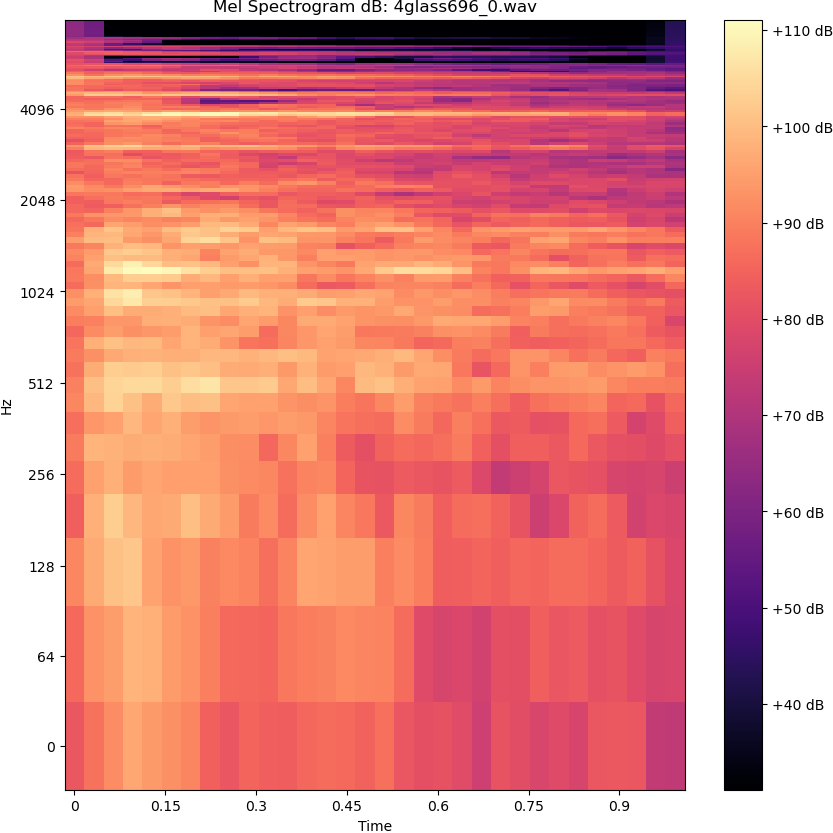 Mel Spectrogram dB: 4glass696_0.wav
+110 dB
+100 dB
+90 dB
+80 dB
+70 dB
+60 dB
+50 dB
+40 dB
4096
2048
1024
512
256
128
64
0
Hz
0 0.15 0.3 0.45 0.6 0.75 0.9
Time